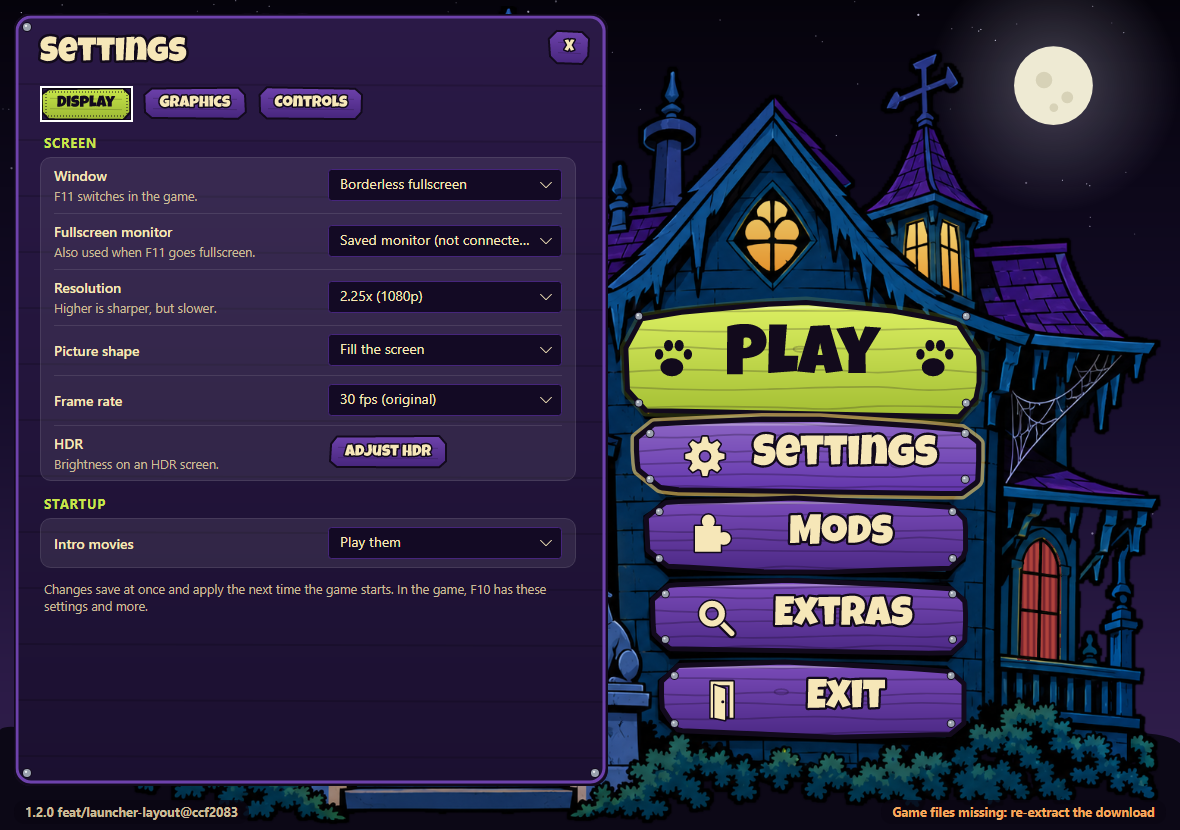 SETTINGS
X
DISPLAY
GRAPHICS
CONTROLS
SCREEN
Window
F11 switches in the game.
Borderless fullscreen
Fullscreen monitor
Also used when F11 goes fullscreen.
Saved monitor (not connecte...
Resolution
Higher is sharper, but slower.
2.25x (1080p)
Picture shape
Fill the screen
Frame rate
30 fps (original)
HDR
Brightness on an HDR screen.
ADJUST HDR
STARTUP
Intro movies
Play them
Changes save at once and apply the next time the game starts. In the game, F10 has these
settings and more.
PLAY
SETTINGS
MODS
EXTRAS
EXIT
1.2.0 feat/launcher-layout@ccf2083
Game files missing: re-extract the download